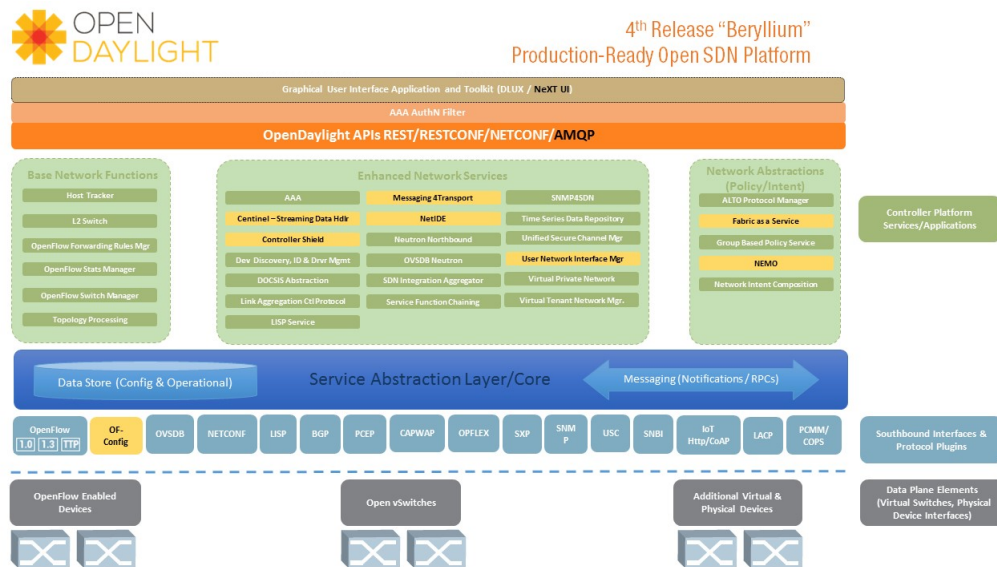 OPEN
DAYLIGHT
4th Release “Beryllium”
Production-Ready Open SDN Platform
Graphical User Interface Application and Toolkit (DLUX / NeXT UI)
AAA AuthN Filter
OpenDaylight APIs REST/RESTCONF/NETCONF/AMQP
Base Network Functions
Host Tracker
L2 Switch
OpenFlow Forwarding Rules Mgr
OpenFlow Stats Manager
OpenFlow Switch Manager
Topology Processing
Enhanced Network Services
AAA
Centinel – Streaming Data Hdlr
Controller Shield
Dev Discovery, ID & Drvr Mgmt
DOCSIS Abstraction
Link Aggregation Ctl Protocol
LISP Service
Messaging 4Transport
NetIDE
Neutron Northbound
OVSDB Neutron
SDN Integration Aggregator
Service Function Chaining
SNMP4SDN
Time Series Data Repository
Unified Secure Channel Mgr
User Network Interface Mgr
Virtual Private Network
Virtual Tenant Network Mgr.
Network Abstractions
(Policy/Intent)
ALTO Protocol Manager
Fabric as a Service
Group Based Policy Service
NEMO
Network Intent Composition
Controller Platform
Services/Applications
Data Store (Config & Operational)
Service Abstraction Layer/Core
Messaging (Notifications / RPCs)
OpenFlow
1.0 1.3 TTP
OF-
Config
OVSDB
NETCONF
LISP
BGP
PCEP
CAPWAP
OPFLEX
SXP
SNM
P
USC
SNBI
IoT
Http/CoAP
LACP
PCMM/
COPS
Southbound Interfaces &
Protocol Plugins
OpenFlow Enabled
Devices
Open vSwitches
Additional Virtual &
Physical Devices
Data Plane Elements
(Virtual Switches, Physical
Device Interfaces)